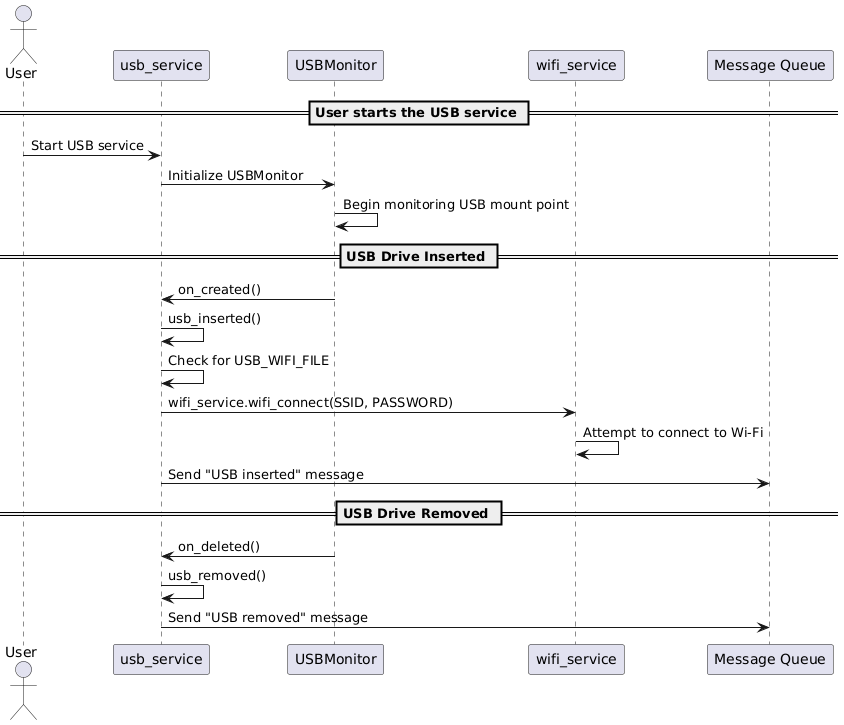 User
usb_service
USBMonitor
wifi_service
Message Queue
User starts the USB service
Start USB service
Initialize USBMonitor
Begin monitoring USB mount point
USB Drive Inserted
on_created()
usb_inserted()
Check for USB_WIFI_FILE
wifi_service.wifi_connect(SSID, PASSWORD)
Attempt to connect to Wi-Fi
Send "USB inserted" message
USB Drive Removed
on_deleted()
usb_removed()
Send "USB removed" message
User
usb_service
USBMonitor
wifi_service
Message Queue